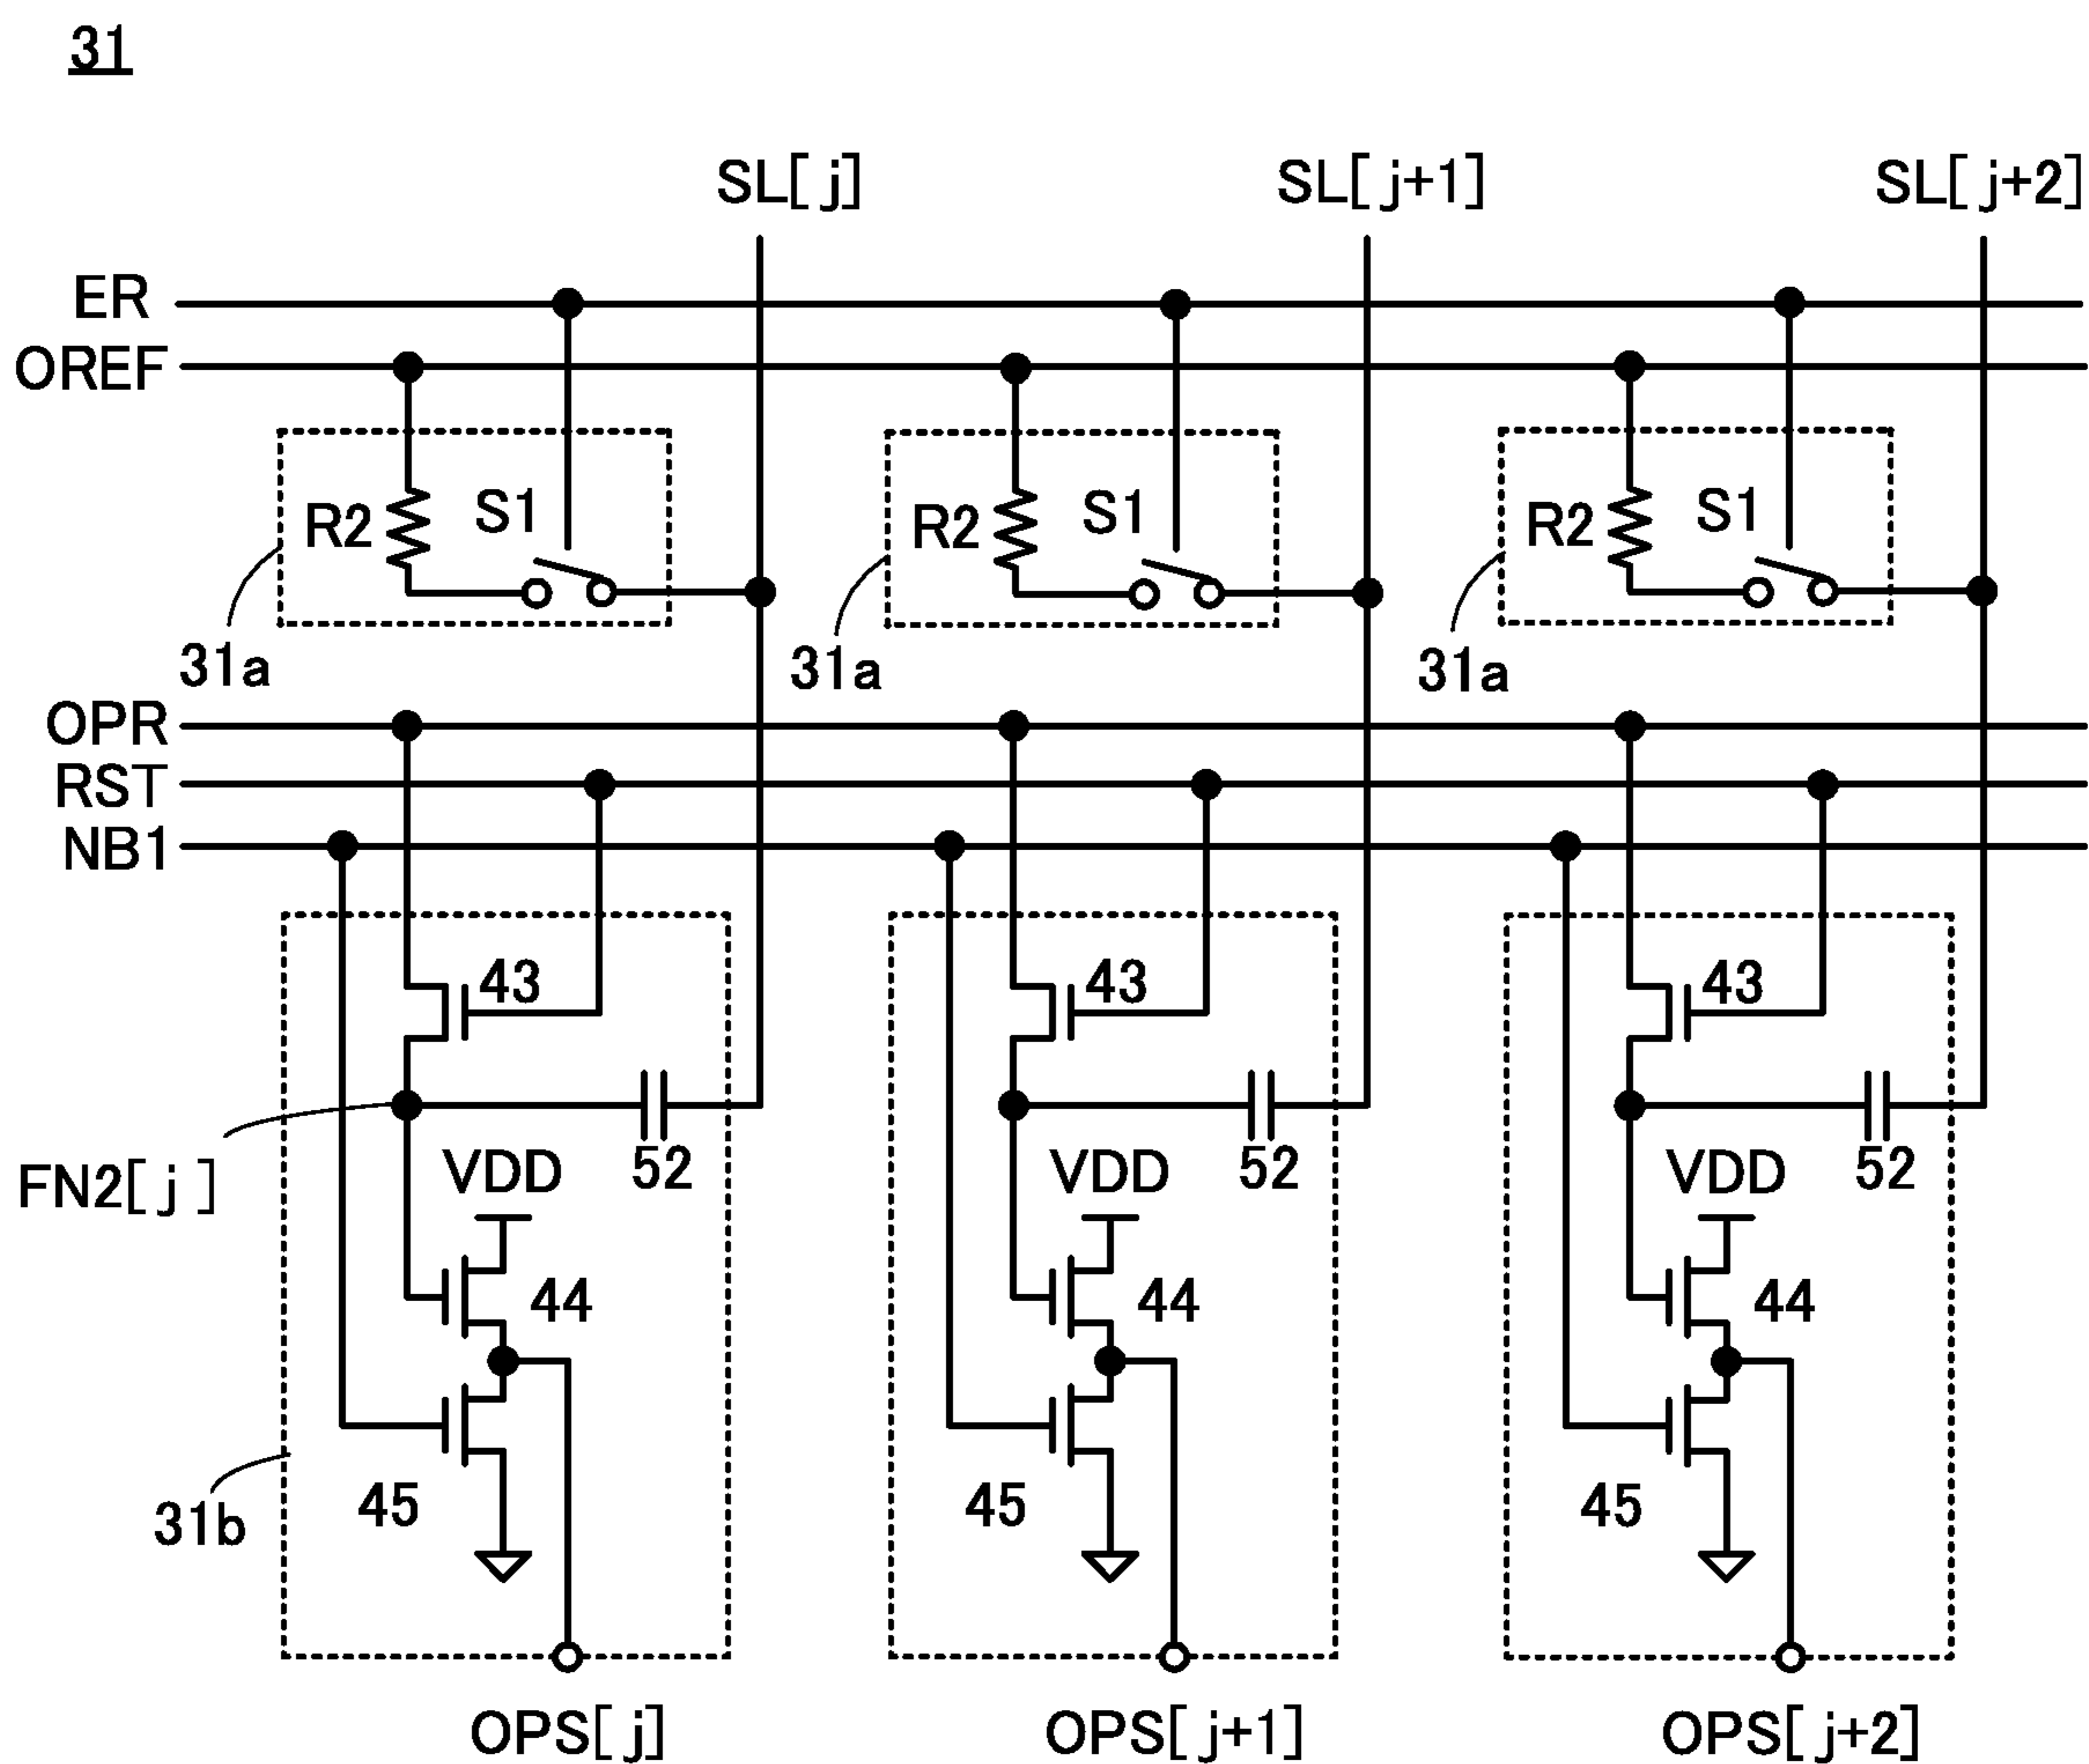 31
SL[j] SL[j+1] SL[j+2]
ER
OREF
R2 S1 R2 S1 R2 S1
31a 31a 31a
OPR
RST
NB1
43 43 43
FN2[j] VDD 52 VDD 52 VDD 52
44 44 44
31b 45 45 45
OPS[j] OPS[j+1] OPS[j+2]